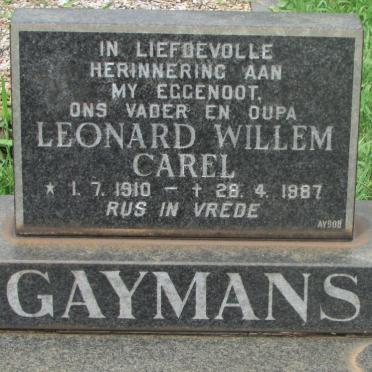 IN LIEFDEVOLLE
HERINNERING AAN
MY EGGENOOT,
ONS VADER EN OUPA
LEONARD WILLEM
CAREL
* 1. 7. 1910 – † 28. 4. 1987
RUS IN VREDE
AY908
GAYMANS